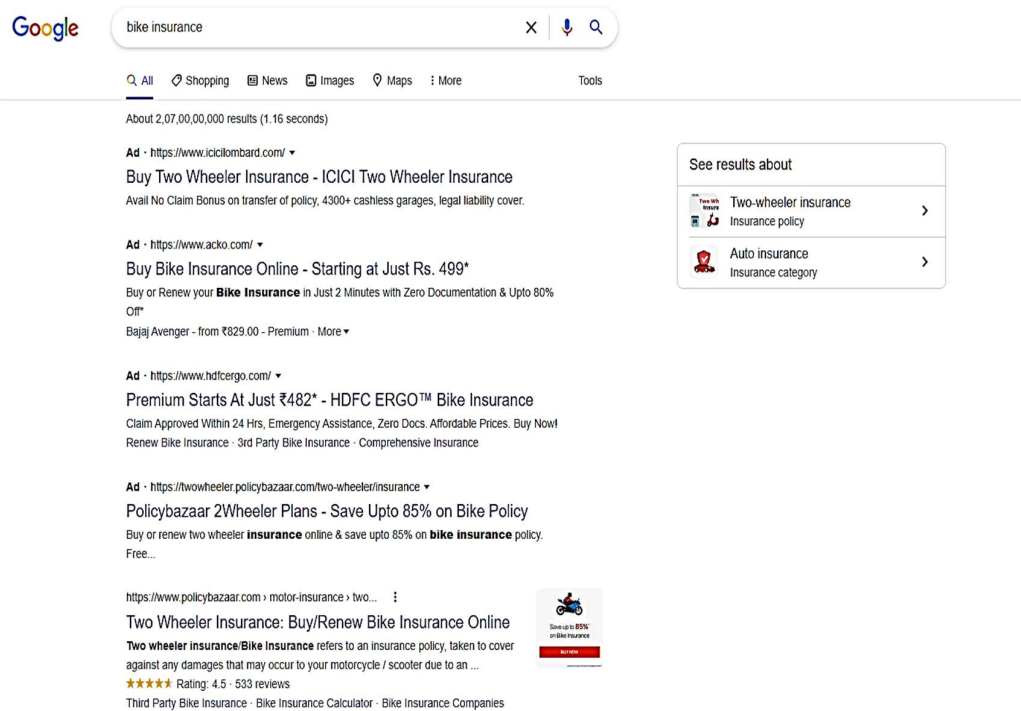 Google
bike insurance
All Shopping News Images Maps More Tools
About 2,07,00,00,000 results (1.16 seconds)
Ad · https://www.icicilombard.com/
Buy Two Wheeler Insurance - ICICI Two Wheeler Insurance
Avail No Claim Bonus on transfer of policy, 4300+ cashless garages, legal liability cover.
Ad · https://www.acko.com/
Buy Bike Insurance Online - Starting at Just Rs. 499*
Buy or Renew your Bike Insurance in Just 2 Minutes with Zero Documentation & Upto 80%
Off*
Bajaj Avenger - from ₹829.00 - Premium · More
Ad · https://www.hdfcergo.com/
Premium Starts At Just ₹482* - HDFC ERGO™ Bike Insurance
Claim Approved Within 24 Hrs, Emergency Assistance, Zero Docs. Affordable Prices. Buy Now!
Renew Bike Insurance · 3rd Party Bike Insurance · Comprehensive Insurance
Ad · https://twowheeler.policybazaar.com/two-wheeler/insurance
Policybazaar 2Wheeler Plans - Save Upto 85% on Bike Policy
Buy or renew two wheeler insurance online & save upto 85% on bike insurance policy.
Free...
https://www.policybazaar.com › motor-insurance › two...
Two Wheeler Insurance: Buy/Renew Bike Insurance Online
Two wheeler insurance/Bike Insurance refers to an insurance policy, taken to cover
against any damages that may occur to your motorcycle / scooter due to an ...
Rating: 4.5 · 533 reviews
Third Party Bike Insurance · Bike Insurance Calculator · Bike Insurance Companies
Save up to 85%*
on Bike Insurance
BUY NOW
See results about
Two Wh
Insura
Two-wheeler insurance
Insurance policy
Auto insurance
Insurance category